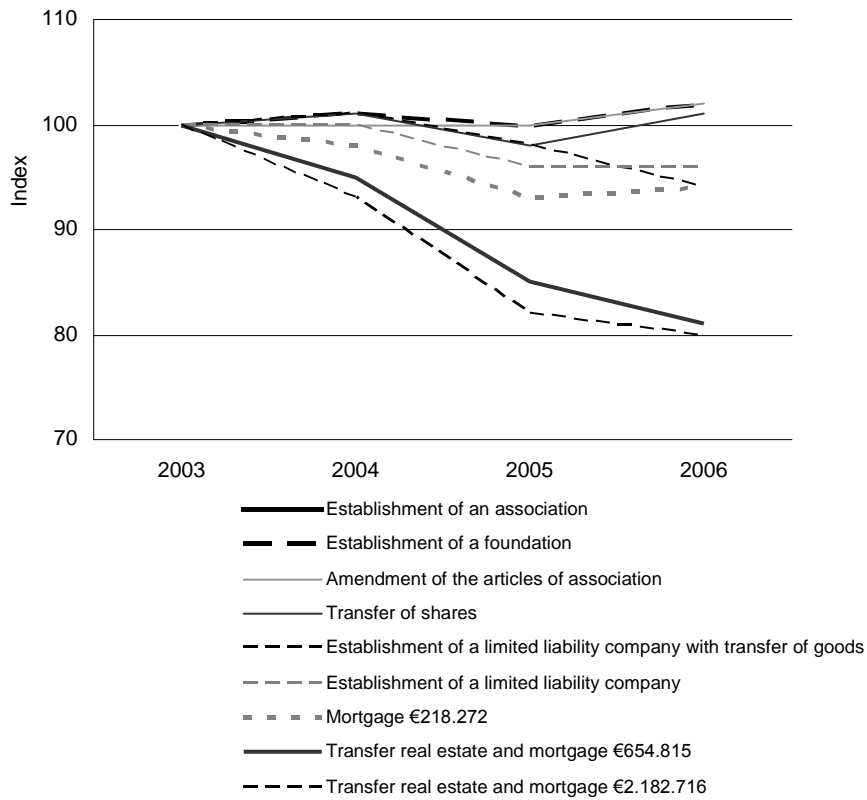 110
100
90
80
70
Index
2003 2004 2005 2006
Establishment of an association
Establishment of a foundation
Amendment of the articles of association
Transfer of shares
Establishment of a limited liability company with transfer of goods
Establishment of a limited liability company
Mortgage €218.272
Transfer real estate and mortgage €654.815
Transfer real estate and mortgage €2.182.716